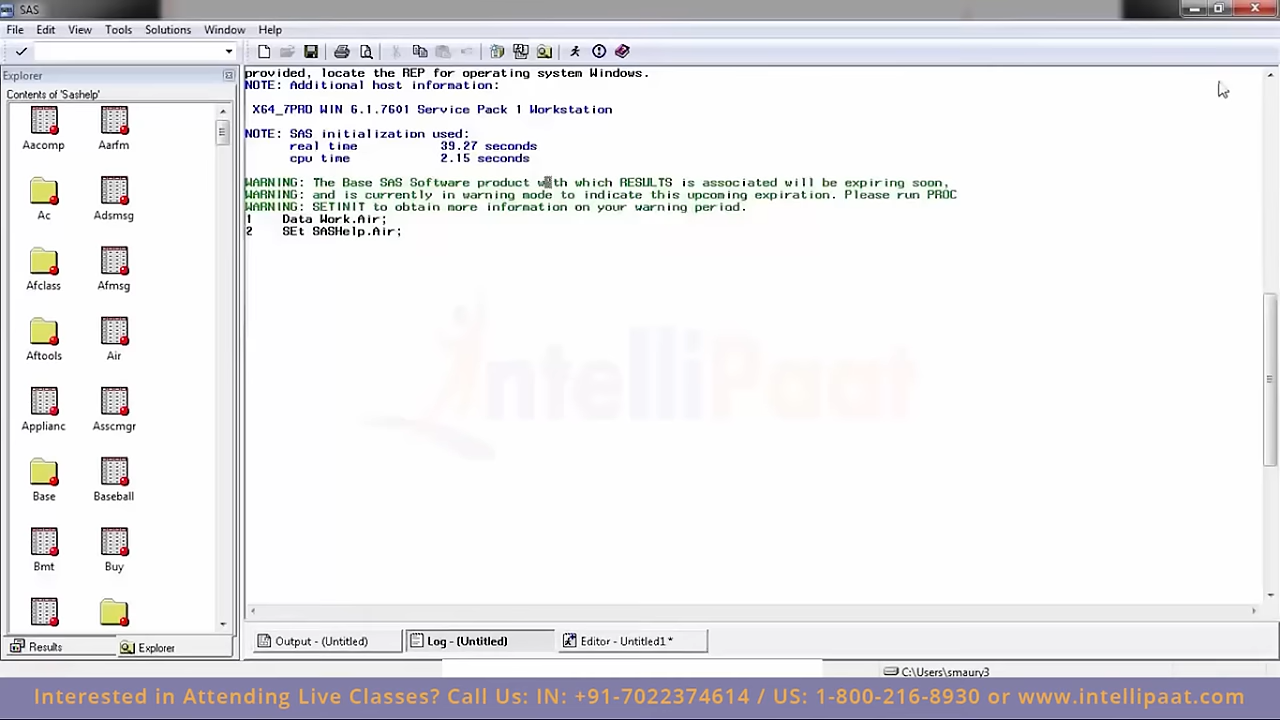 SAS
File Edit View Tools Solutions Window Help
Explorer
Contents of 'Sashelp'
Aacomp Aarfm
Ac Adsmsg
Afclass Afmsg
Aftools Air
Applianc Asscmgr
Base Baseball
Bmt Buy
Results Explorer
provided, locate the REP for operating system Windows.
NOTE: Additional host information:
X64_7PRO WIN 6.1.7601 Service Pack 1 Workstation
NOTE: SAS initialization used:
real time 39.27 seconds
cpu time 2.15 seconds
WARNING: The Base SAS Software product with which RESULTS is associated will be expiring soon,
WARNING: and is currently in warning mode to indicate this upcoming expiration. Please run PROC
WARNING: SETINIT to obtain more information on your warning period.
1 Data Work.Air;
2 SEt SASHelp.Air;
IntelliPaat
Output - (Untitled) Log - (Untitled) Editor - Untitled1 *
C:\Users\smaury3
Interested in Attending Live Classes? Call Us: IN: +91-7022374614 / US: 1-800-216-8930 or www.intellipaat.com